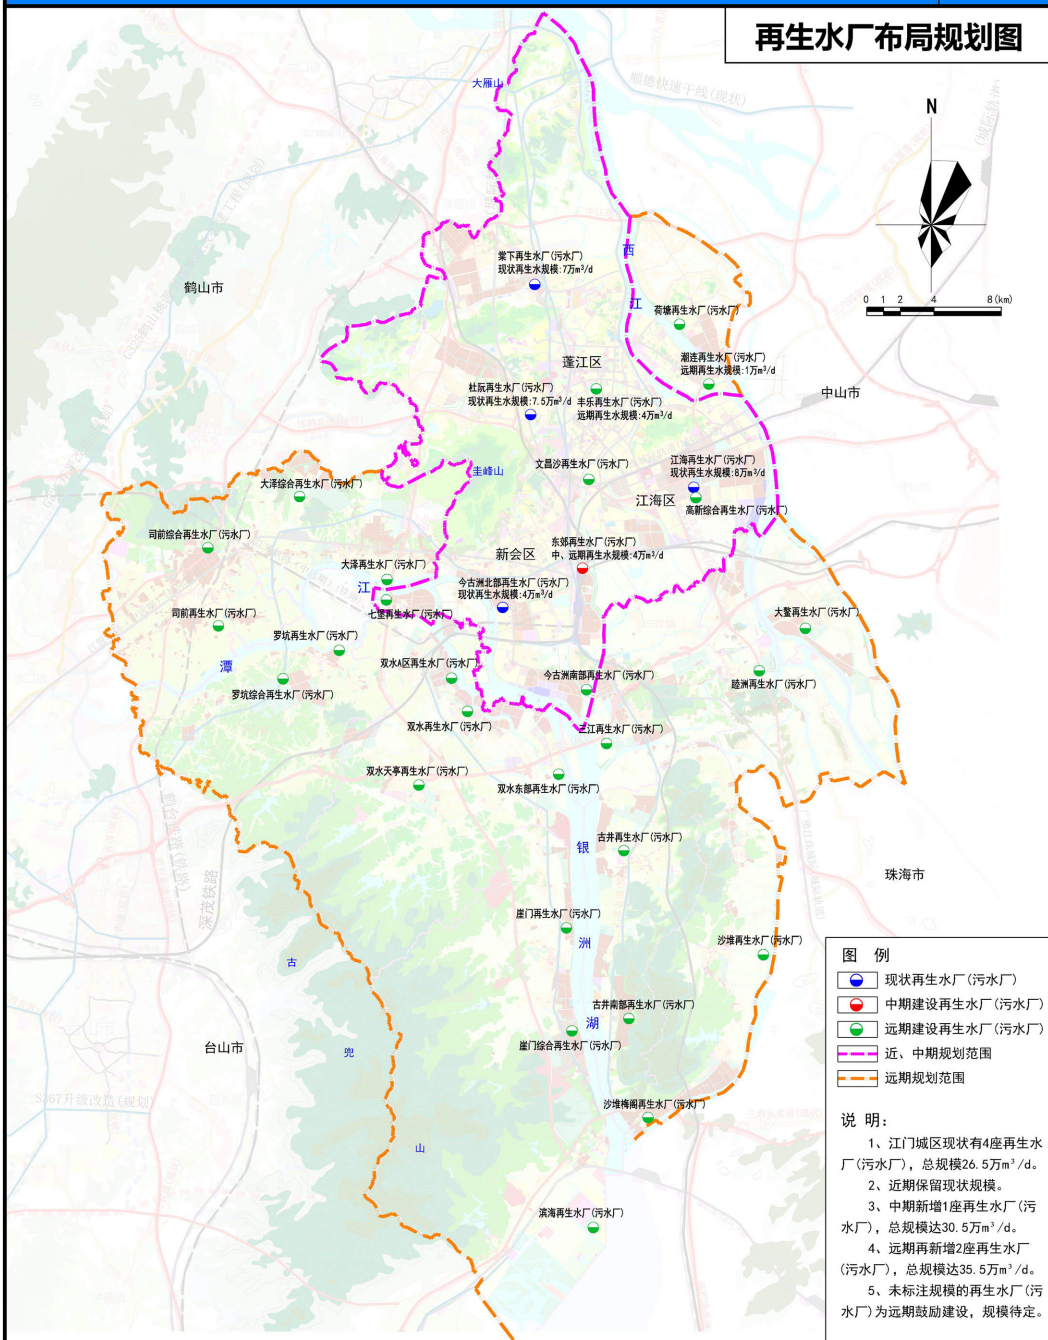 再生水厂布局规划图
大雁山
顺德快速干线(现状)
N
0 1 2 4 8(km)
西
江
棠下再生水厂(污水厂)
现状再生水规模:7万m³/d
鹤山市
荷塘再生水厂(污水厂)
潮连再生水厂(污水厂)
远期再生水规模:1万m³/d
蓬江区
中山市
杜阮再生水厂(污水厂)
现状再生水规模:7.5万m³/d
丰乐再生水厂(污水厂)
远期再生水规模:4万m³/d
圭峰山
文昌沙再生水厂(污水厂)
江海再生水厂(污水厂)
现状再生水规模:8万m³/d
大泽综合再生水厂(污水厂)
江海区
高新综合再生水厂(污水厂)
司前综合再生水厂(污水厂)
新会区
东郊再生水厂(污水厂)
中、远期再生水规模:4万m³/d
大泽再生水厂(污水厂)
江
今古洲北部再生水厂(污水厂)
现状再生水规模:4万m³/d
司前再生水厂(污水厂)
七堡再生水厂(污水厂)
大鳌再生水厂(污水厂)
罗坑再生水厂(污水厂)
潭
双水A区再生水厂(污水厂)
今古洲南部再生水厂(污水厂)
睦洲再生水厂(污水厂)
罗坑综合再生水厂(污水厂)
双水再生水厂(污水厂)
三江再生水厂(污水厂)
双水天亭再生水厂(污水厂)
双水东部再生水厂(污水厂)
古井再生水厂(污水厂)
银
珠海市
深茂铁路
崖门再生水厂(污水厂)
洲
沙堆再生水厂(污水厂)
古
古井南部再生水厂(污水厂)
湖
崖门综合再生水厂(污水厂)
台山市
兜
S367升级改造(规划)
沙堆梅阁再生水厂(污水厂)
山
滨海再生水厂(污水厂)
图 例
现状再生水厂(污水厂)
中期建设再生水厂(污水厂)
远期建设再生水厂(污水厂)
近、中期规划范围
远期规划范围
说 明:
1、江门城区现状有4座再生水
厂(污水厂), 总规模26.5万m³/d。
2、近期保留现状规模。
3、中期新增1座再生水厂(污
水厂), 总规模达30.5万m³/d。
4、远期再新增2座再生水厂
(污水厂), 总规模达35.5万m³/d。
5、未标注规模的再生水厂(污
水厂)为远期鼓励建设, 规模待定。